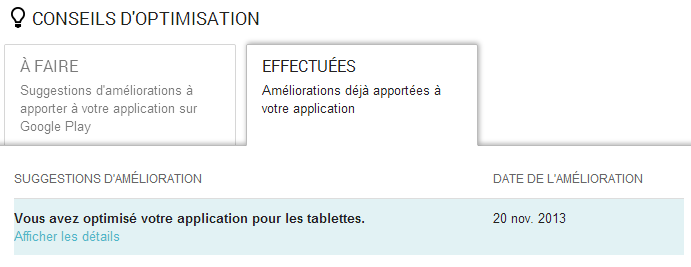 CONSEILS D'OPTIMISATION
À FAIRE
Suggestions d'améliorations à
apporter à votre application sur
Google Play
EFFECTUÉES
Améliorations déjà apportées à
votre application
SUGGESTIONS D'AMÉLIORATION
DATE DE L'AMÉLIORATION
Vous avez optimisé votre application pour les tablettes.
20 nov. 2013
Afficher les détails